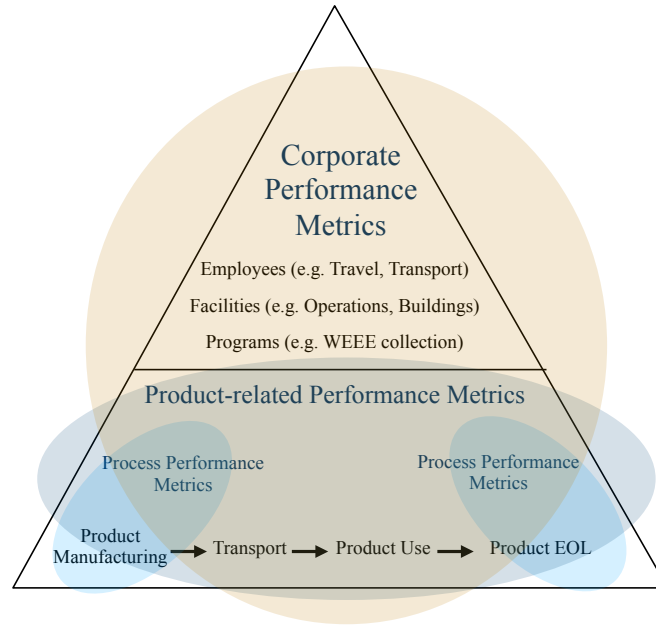 Corporate
Performance
Metrics
Employees (e.g. Travel, Transport)
Facilities (e.g. Operations, Buildings)
Programs (e.g. WEEE collection)
Product-related Performance Metrics
Process Performance
Metrics
Process Performance
Metrics
Product
Manufacturing
Transport
Product Use
Product EOL